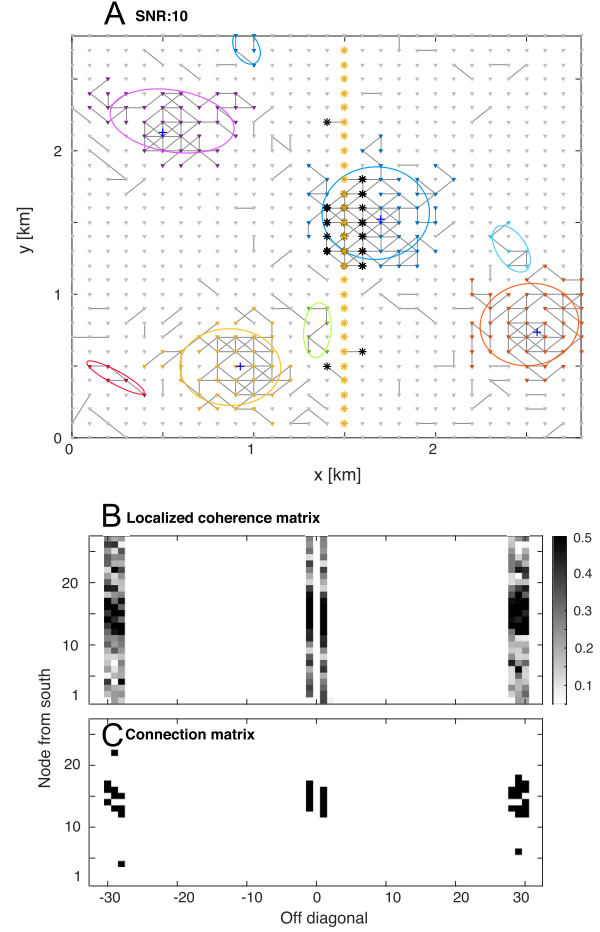 A SNR:10
2
1
0
y [km]
0 1 2
x [km]
B Localized coherence matrix
20
10
1
0.5
0.4
0.3
0.2
0.1
Node from south
C Connection matrix
20
10
1
-30 -20 -10 0 10 20 30
Off diagonal